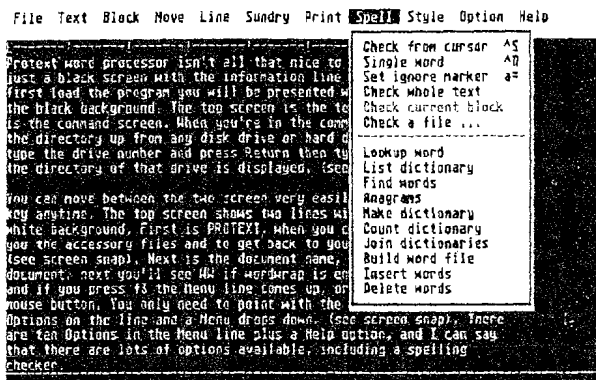 File Text Block Move Line Sundry Print Spell Style Option Help
Check from cursor ^S
Single word ^Q
Set ignore marker a=
Check whole text
Check current block
Check a file ...
Lookup word
List dictionary
Find words
Anagrams
Make dictionary
Count dictionary
Join dictionaries
Build word file
Insert words
Delete words
Protext word processor isn't all that nice to
just a black screen with the information line
first load the program you will be presented
the black background. The top screen is the
is the command screen. When you're in the
the directory up from any disk drive or hard
type the drive number and press Return then
the directory of that drive is displayed. (see
You can move between the two screen very
key anytime. The top screen shows two lines
white background, First is PROTEXT, when you
you the accessory files and to get back to
(see screen snap). Next is the document name,
document, next you'll see WW if wordwrap is
and if you press f3 the Menu line comes up, or
mouse button. You only need to point with the
Options on the line and a Menu drops down. (see screen snap). There
are ten Options in the Menu line plus a Help option, and I can say
that there are lots of options available, including a spelling
checker.